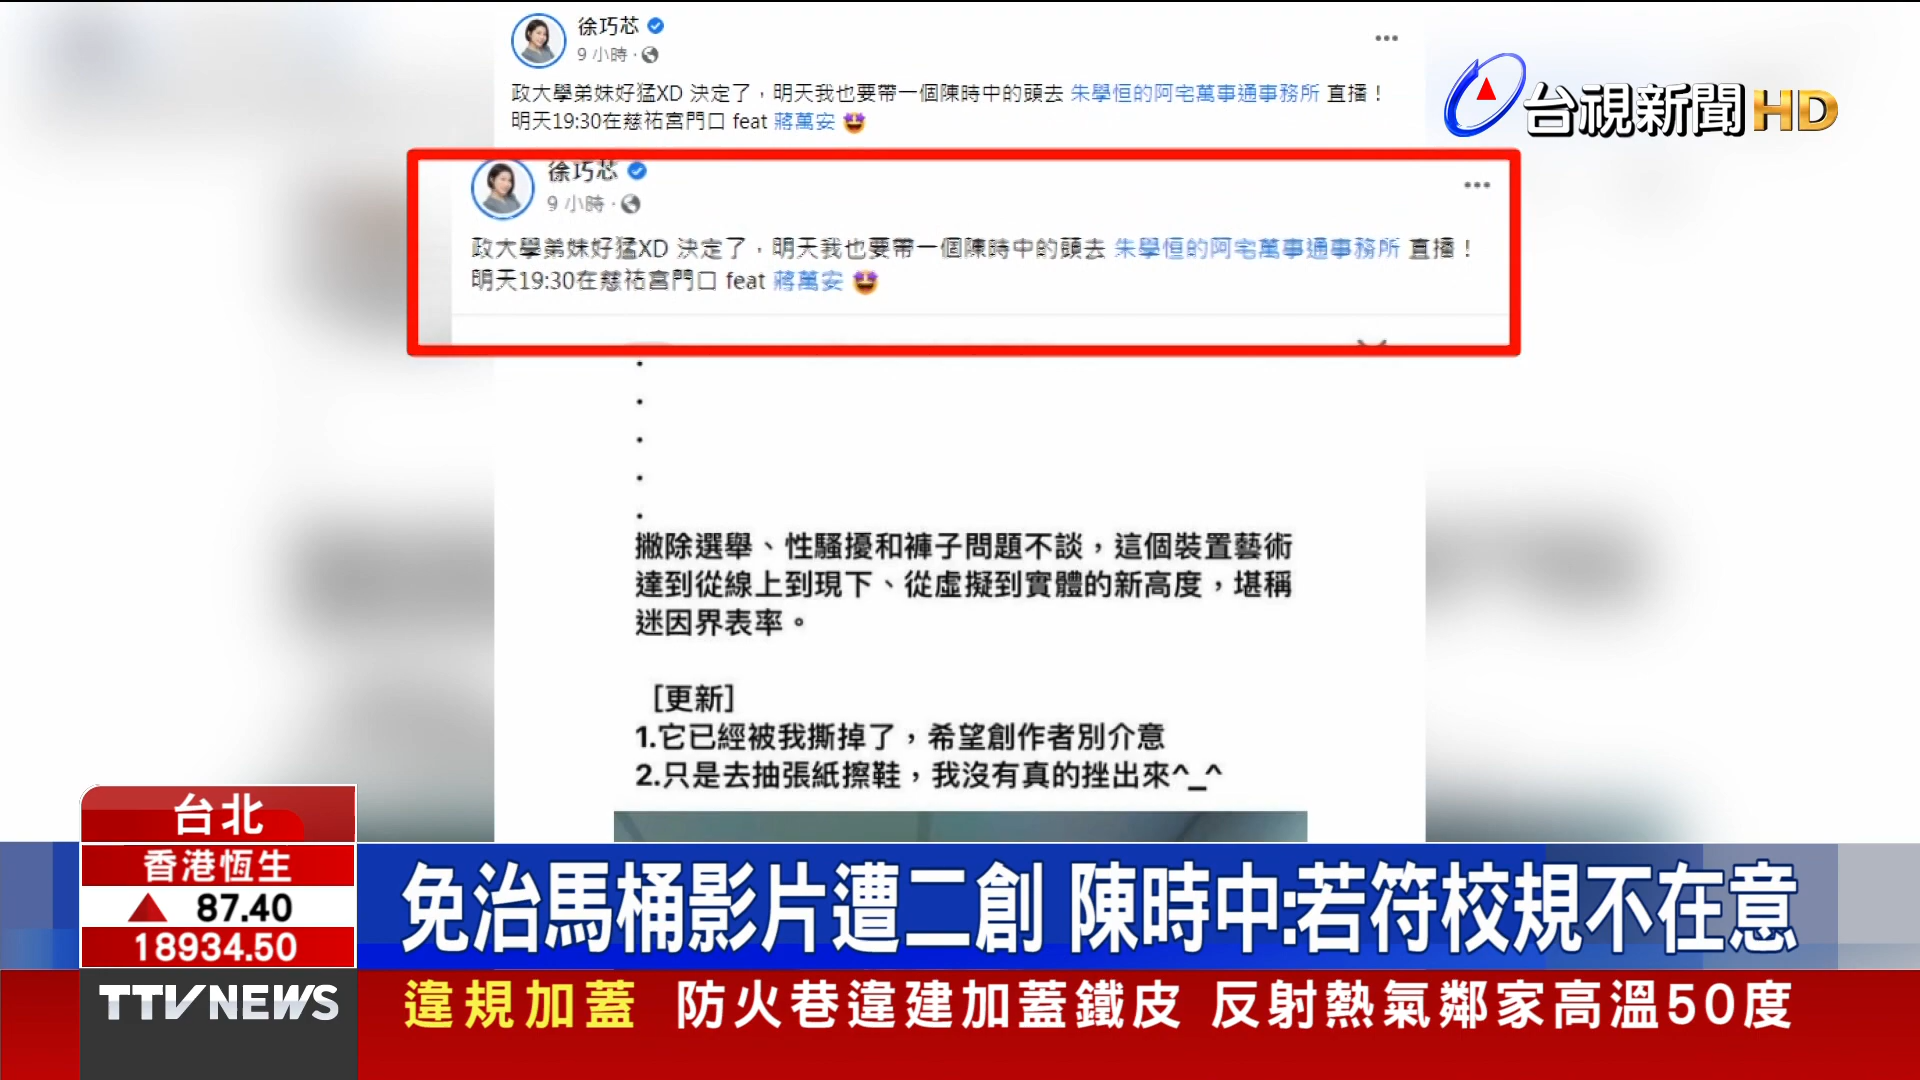 徐巧芯
9 小時
政大學弟妹好猛XD 決定了，明天我也要帶一個陳時中的頭去 朱學恒的阿宅萬事通事務所 直播！
明天19:30在慈祐宮門口 feat 蔣萬安 🤩
台視新聞HD
徐巧芯
9 小時
政大學弟妹好猛XD 決定了，明天我也要帶一個陳時中的頭去 朱學恒的阿宅萬事通事務所 直播！
明天19:30在慈祐宮門口 feat 蔣萬安 🤩
.
.
.
.
.
撇除選舉、性騷擾和褲子問題不談，這個裝置藝術
達到從線上到現下、從虛擬到實體的新高度，堪稱
迷因界表率。
［更新］
1.它已經被我撕掉了，希望創作者別介意
2.只是去抽張紙擦鞋，我沒有真的挫出來^_^
台北
香港恆生
▲ 87.40
18934.50
免治馬桶影片遭二創 陳時中:若符校規不在意
TTV NEWS
違規加蓋 防火巷違建加蓋鐵皮 反射熱氣鄰家高溫50度